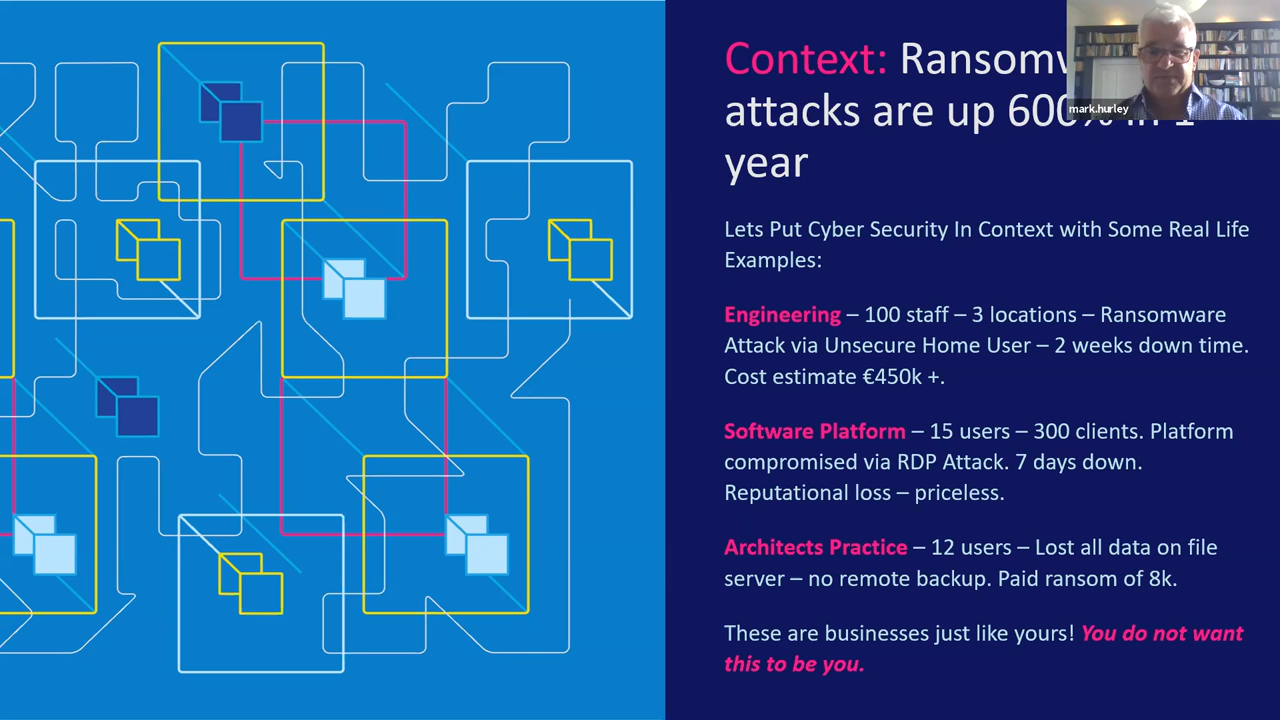 Context: Ransomw
attacks are up 600% in 1
year
mark.hurley
Lets Put Cyber Security In Context with Some Real Life
Examples:
Engineering – 100 staff – 3 locations – Ransomware
Attack via Unsecure Home User – 2 weeks down time.
Cost estimate €450k +.
Software Platform – 15 users – 300 clients. Platform
compromised via RDP Attack. 7 days down.
Reputational loss – priceless.
Architects Practice – 12 users – Lost all data on file
server – no remote backup. Paid ransom of 8k.
These are businesses just like yours! You do not want
this to be you.